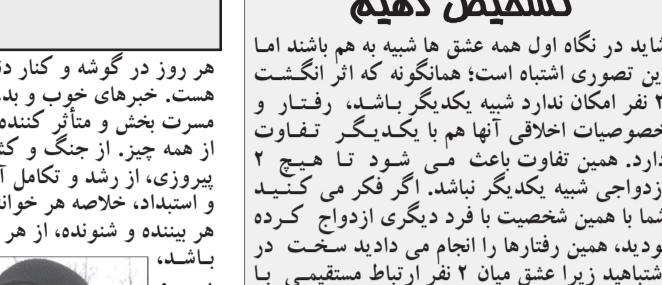 تشخیص دهیم
شاید در نگاه اول همه عشق ها شبیه به هم باشند اما
این تصوری اشتباه است؛ همانگونه که اثر انگشت
۲ نفر امکان ندارد شبیه یکدیگر باشد، رفتار و
خصوصیات اخلاقی آنها هم با یکدیگر تفاوت
دارد. همین تفاوت باعث می شود تا هیچ ۲
ازدواجی شبیه یکدیگر نباشد. اگر فکر می کنید
شما با همین شخصیت با فرد دیگری ازدواج کرده
بودید، همین رفتارها را انجام می دادید سخت در
اشتباهید زیرا عشق میان ۲ نفر ارتباط مستقیمی با
هر روز در گوشه و کنار
هست. خبرهای خوب و
مسرت بخش و متأثر کننده
از همه چیز. از جنگ و
پیروزی، از رشد و تکامل
و استبداد، خلاصه هر
هر بیننده و شنونده، از هر
باشد،